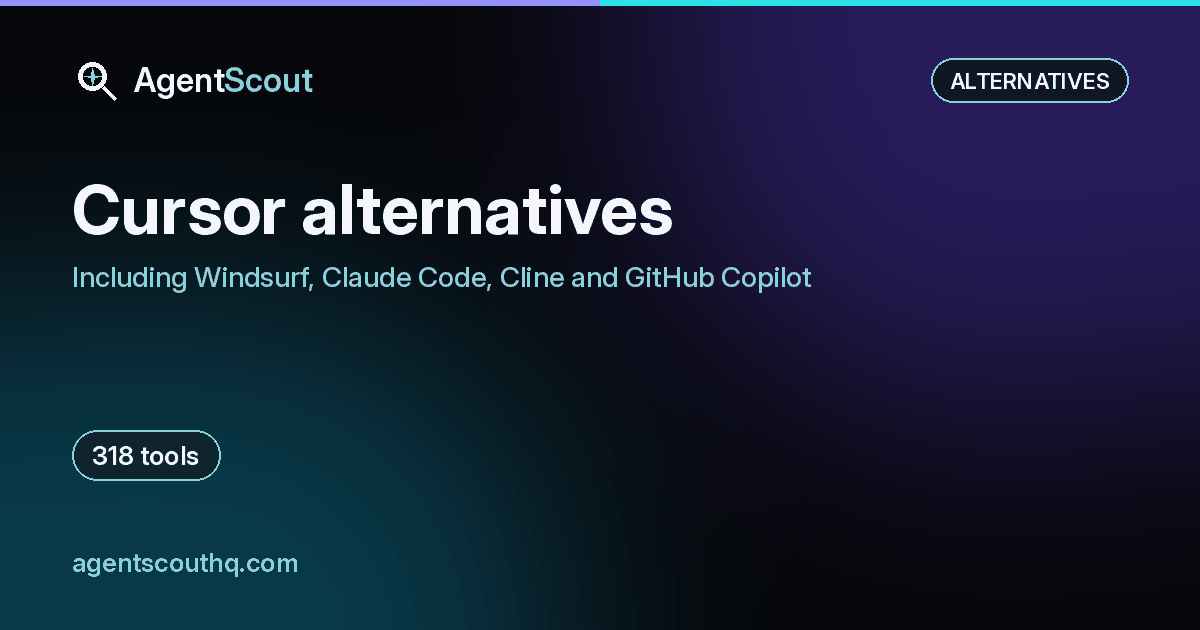 AgentScout
ALTERNATIVES
Cursor alternatives
Including Windsurf, Claude Code, Cline and GitHub Copilot
318 tools
agentscouthq.com